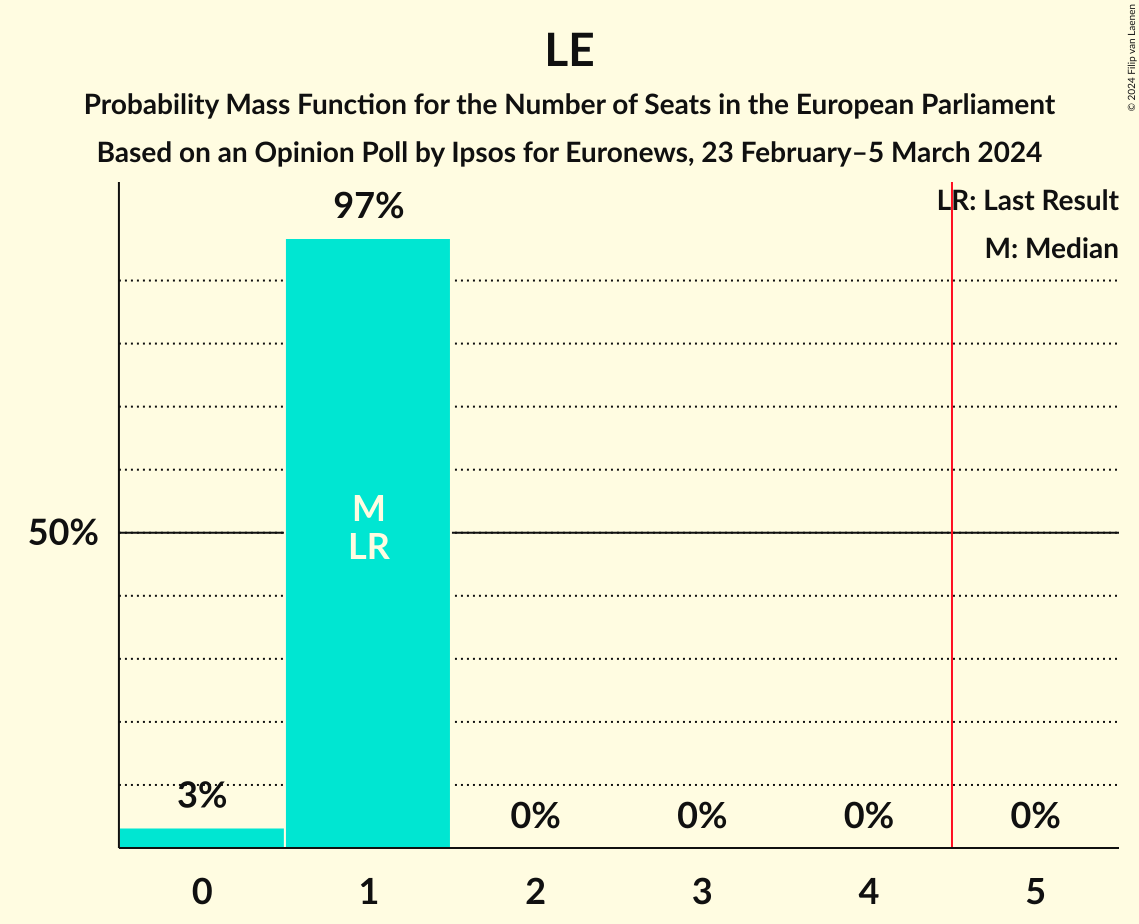 LE
Probability Mass Function for the Number of Seats in the European Parliament
Based on an Opinion Poll by Ipsos for Euronews, 23 February–5 March 2024
© 2024 Filip van Laenen
LR: Last Result
M: Median
97%
M
LR
50%
3%
0%
0%
0%
0%
0
1
2
3
4
5